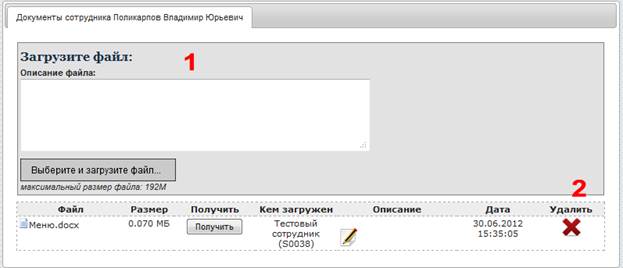 Документы сотрудника Поликарпов Владимир Юрьевич
Загрузите файл:
1
Описание файла:
Выберите и загрузите файл...
максимальный размер файла: 192M
2
Файл Размер Получить Кем загружен Описание Дата Удалить
Меню.docx 0.070 МБ Получить Тестовый сотрудник (S0038) 30.06.2012 15:35:05